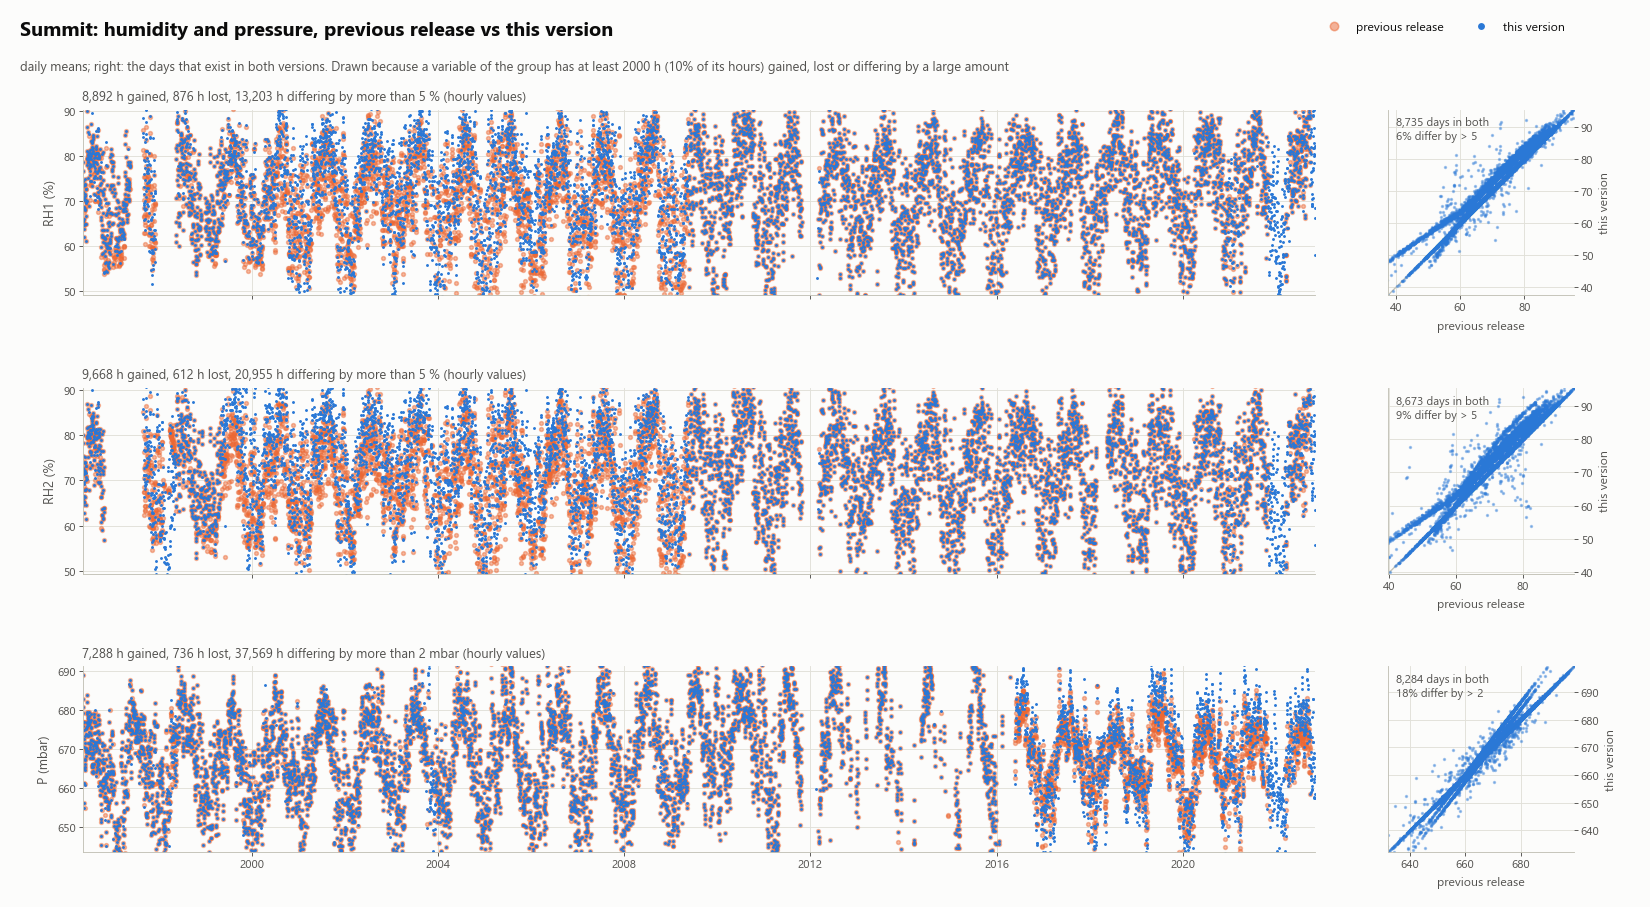 Summit: humidity and pressure, previous release vs this version
previous release
this version
daily means; right: the days that exist in both versions. Drawn because a variable of the group has at least 2000 h (10% of its hours) gained, lost or differing by a large amount
8,892 h gained, 876 h lost, 13,203 h differing by more than 5 % (hourly values)
RH1 (%)
90
80
70
60
50
8,735 days in both
6% differ by > 5
90
80
70
60
50
40
this version
40 60 80
previous release
9,668 h gained, 612 h lost, 20,955 h differing by more than 5 % (hourly values)
RH2 (%)
90
80
70
60
50
8,673 days in both
9% differ by > 5
90
80
70
60
50
40
this version
40 60 80
previous release
7,288 h gained, 736 h lost, 37,569 h differing by more than 2 mbar (hourly values)
P (mbar)
690
680
670
660
650
2000 2004 2008 2012 2016 2020
8,284 days in both
18% differ by > 2
690
680
670
660
650
640
this version
640 660 680
previous release